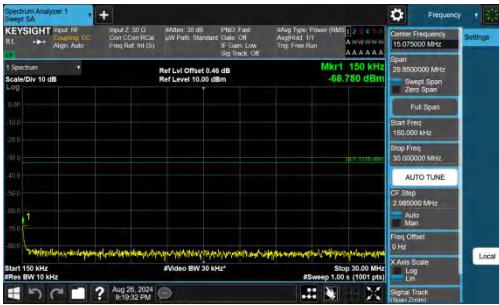 Spectrum Analyzer 1
Swept SA
Frequency
KEYSIGHT
Input: RF
Coupling: DC
Align: Auto
Input Z: 50 Ω
Corr CCorr RCal
Freq Ref: Int (S)
#Atten: 30 dB
µW Path: Standard
PNO: Fast
Gate: Off
IF Gain: Low
Sig Track: Off
#Avg Type: Power (RMS)
Avg|Hold: 1/1
Trig: Free Run
1 Spectrum
Scale/Div 10 dB
Log
Ref Lvl Offset 0.46 dB
Ref Level 10.00 dBm
Mkr1 150 kHz
-68.780 dBm
0.00
1
Start 150 kHz
#Res BW 10 kHz
#Video BW 30 kHz*
Stop 30.00 MHz
#Sweep 1.00 s (1001 pts)
Aug 26, 2024
9:19:32 PM
Center Frequency
15.075000 MHz
Settings
Span
29.8500000 MHz
Swept Span
Zero Span
Full Span
Start Freq
150.000 kHz
Stop Freq
30.000000 MHz
AUTO TUNE
CF Step
2.985000 MHz
Auto
Man
Freq Offset
0 Hz
X Axis Scale
Log
Lin
Signal Track
(Span Zoom)
Local